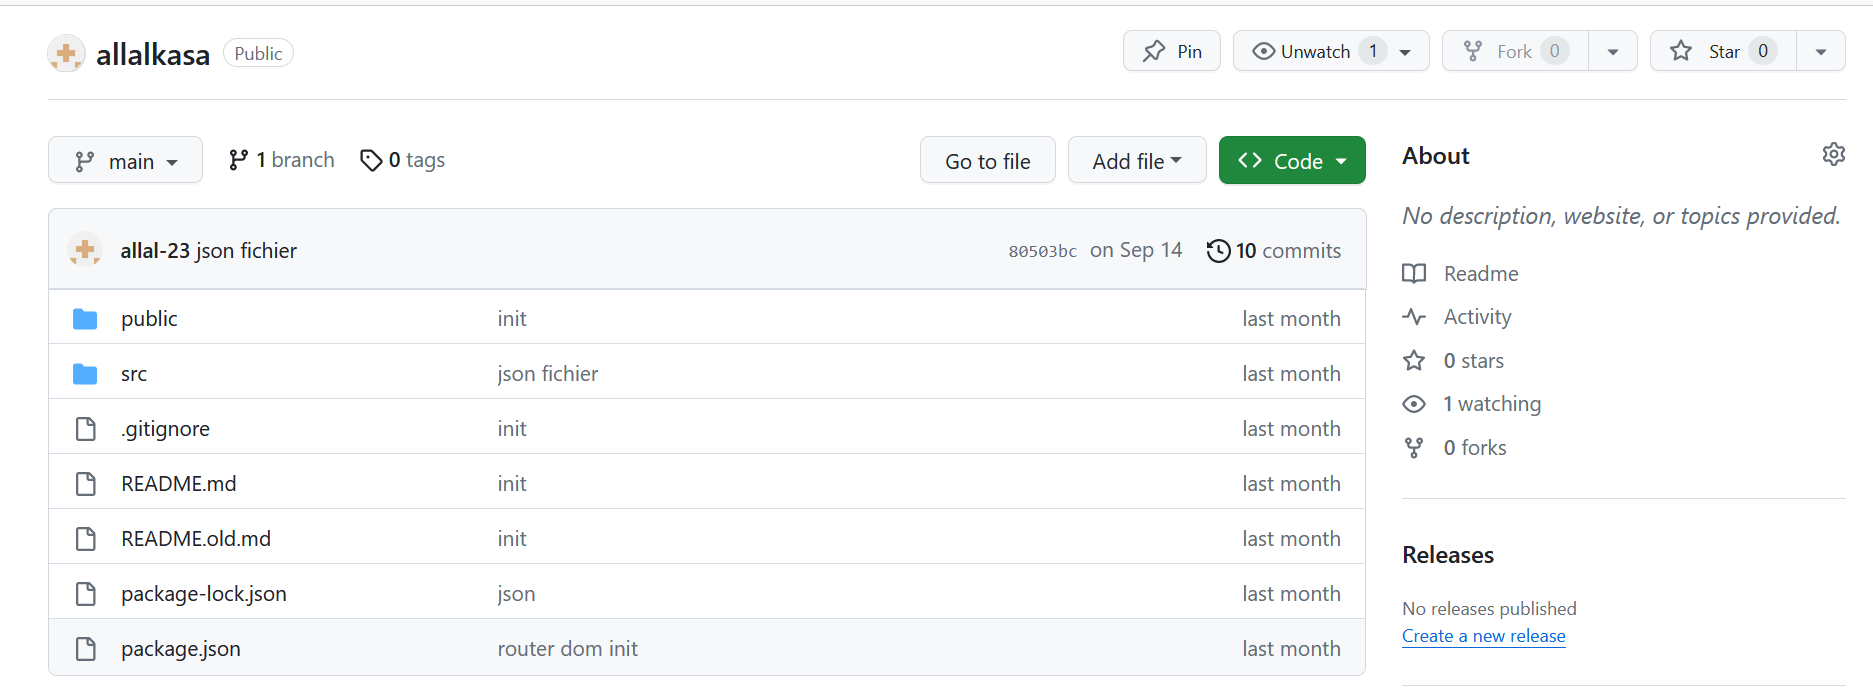 allalkasa Public Pin Unwatch 1 Fork 0 Star 0
main 1 branch 0 tags Go to file Add file Code
allal-23 json fichier 80503bc on Sep 14 10 commits
public init last month
src json fichier last month
.gitignore init last month
README.md init last month
README.old.md init last month
package-lock.json json last month
package.json router dom init last month
About
No description, website, or topics provided.
Readme
Activity
0 stars
1 watching
0 forks
Releases
No releases published
Create a new release